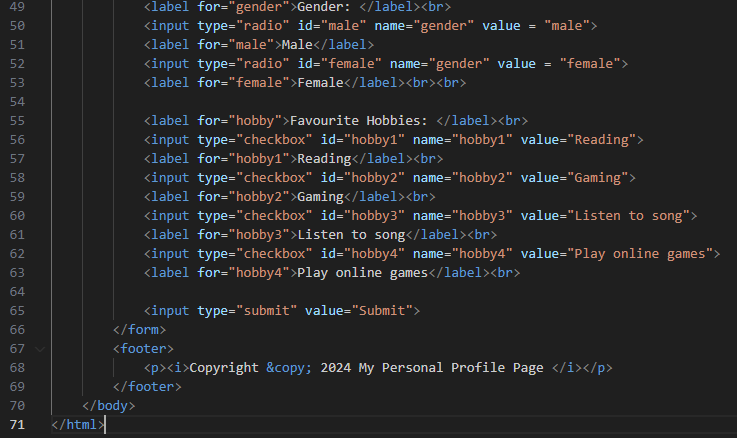 49 <label for="gender">Gender: </label><br>
50 <input type="radio" id="male" name="gender" value = "male">
51 <label for="male">Male</label>
52 <input type="radio" id="female" name="gender" value = "female">
53 <label for="female">Female</label><br><br>
54
55 <label for="hobby">Favourite Hobbies: </label><br>
56 <input type="checkbox" id="hobby1" name="hobby1" value="Reading">
57 <label for="hobby1">Reading</label><br>
58 <input type="checkbox" id="hobby2" name="hobby2" value="Gaming">
59 <label for="hobby2">Gaming</label><br>
60 <input type="checkbox" id="hobby3" name="hobby3" value="Listen to song">
61 <label for="hobby3">Listen to song</label><br>
62 <input type="checkbox" id="hobby4" name="hobby4" value="Play online games">
63 <label for="hobby4">Play online games</label><br>
64
65 <input type="submit" value="Submit">
66 </form>
67 <footer>
68 <p><i>Copyright &copy; 2024 My Personal Profile Page </i></p>
69 </footer>
70 </body>
71 </html>